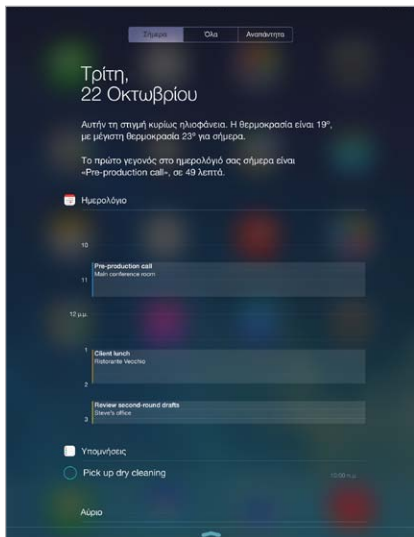 Σήμερα Όλα Αναπάντητα
Τρίτη,
22 Οκτωβρίου
Αυτήν τη στιγμή κυρίως ηλιοφάνεια. Η θερμοκρασία είναι 19°,
με μέγιστη θερμοκρασία 23° για σήμερα.
Το πρώτο γεγονός στο ημερολόγιό σας σήμερα είναι
«Pre-production call», σε 49 λεπτά.
Ημερολόγιο
10
Pre-production call
Main conference room
11
12 μ.μ.
1
Client lunch
Ristorante Vecchio
2
Review second-round drafts
Steve's office
3
Υπομνήσεις
Pick up dry cleaning
Αύριο